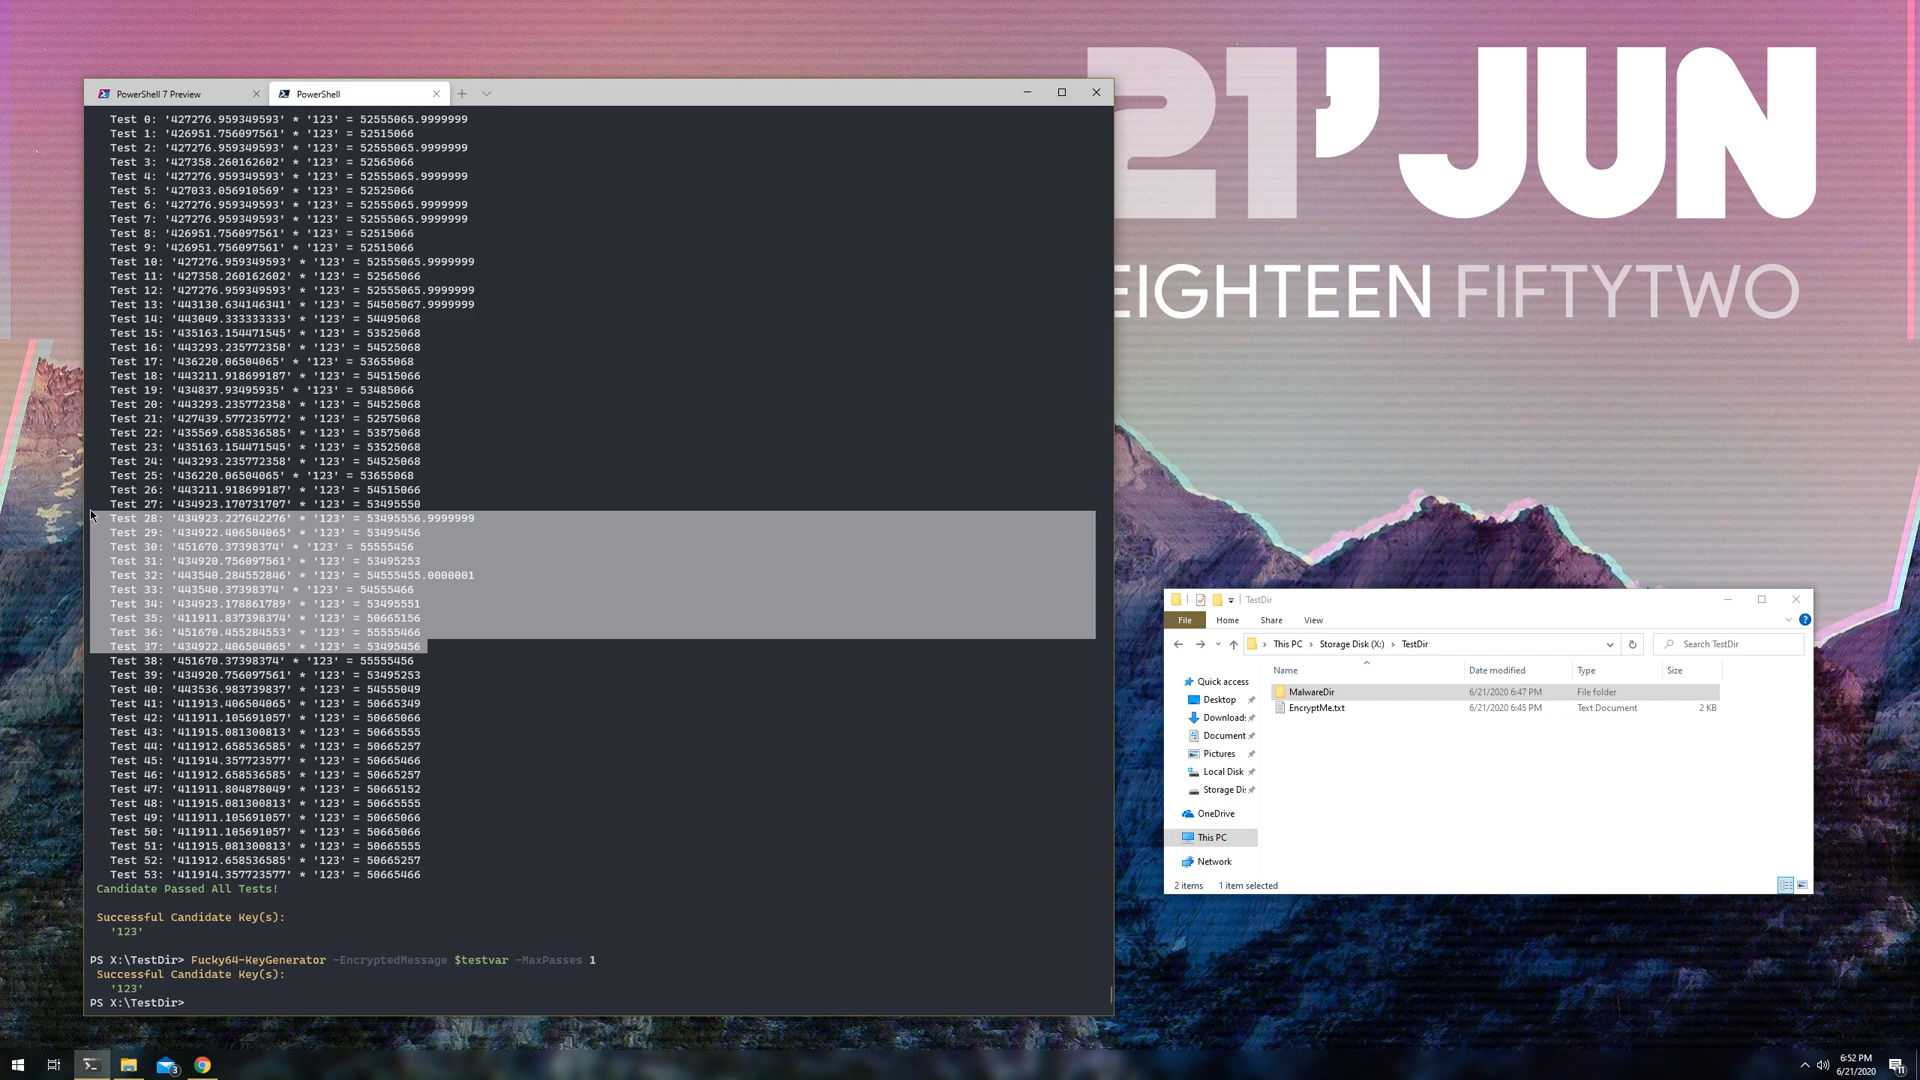 21' JUN
EIGHTEEN FIFTYTWO
PowerShell 7 Preview
PowerShell
Test 0: '427276.959349593' * '123' = 52555065.9999999
Test 1: '426951.756097561' * '123' = 52515066
Test 2: '427276.959349593' * '123' = 52555065.9999999
Test 3: '427358.260162602' * '123' = 52565066
Test 4: '427276.959349593' * '123' = 52555065.9999999
Test 5: '427033.056910569' * '123' = 52525066
Test 6: '427276.959349593' * '123' = 52555065.9999999
Test 7: '427276.959349593' * '123' = 52555065.9999999
Test 8: '426951.756097561' * '123' = 52515066
Test 9: '426951.756097561' * '123' = 52515066
Test 10: '427276.959349593' * '123' = 52555065.9999999
Test 11: '427358.260162602' * '123' = 52565066
Test 12: '427276.959349593' * '123' = 52555065.9999999
Test 13: '443130.634146341' * '123' = 54505067.9999999
Test 14: '443049.333333333' * '123' = 54495068
Test 15: '435163.154471545' * '123' = 53525068
Test 16: '443293.235772358' * '123' = 54525068
Test 17: '436220.06504065' * '123' = 53655068
Test 18: '443211.918699187' * '123' = 54515066
Test 19: '434837.93495935' * '123' = 53485066
Test 20: '443293.235772358' * '123' = 54525068
Test 21: '427439.577235772' * '123' = 52575068
Test 22: '435569.658536585' * '123' = 53575068
Test 23: '435163.154471545' * '123' = 53525068
Test 24: '443293.235772358' * '123' = 54525068
Test 25: '436220.06504065' * '123' = 53655068
Test 26: '443211.918699187' * '123' = 54515066
Test 27: '434923.170731707' * '123' = 53495550
Test 28: '434923.227642276' * '123' = 53495556.9999999
Test 29: '434922.406504065' * '123' = 53495456
Test 30: '451670.37398374' * '123' = 55555456
Test 31: '434920.756097561' * '123' = 53495253
Test 32: '443540.284552846' * '123' = 54555455.0000001
Test 33: '443540.37398374' * '123' = 54555466
Test 34: '434923.178861789' * '123' = 53495551
Test 35: '411911.837398374' * '123' = 50665156
Test 36: '451670.455284553' * '123' = 55555466
Test 37: '434922.406504065' * '123' = 53495456
Test 38: '451670.37398374' * '123' = 55555456
Test 39: '434920.756097561' * '123' = 53495253
Test 40: '443536.983739837' * '123' = 54555049
Test 41: '411913.406504065' * '123' = 50665349
Test 42: '411911.105691057' * '123' = 50665066
Test 43: '411915.081300813' * '123' = 50665555
Test 44: '411912.658536585' * '123' = 50665257
Test 45: '411914.357723577' * '123' = 50665466
Test 46: '411912.658536585' * '123' = 50665257
Test 47: '411911.804878049' * '123' = 50665152
Test 48: '411915.081300813' * '123' = 50665555
Test 49: '411911.105691057' * '123' = 50665066
Test 50: '411911.105691057' * '123' = 50665066
Test 51: '411915.081300813' * '123' = 50665555
Test 52: '411912.658536585' * '123' = 50665257
Test 53: '411914.357723577' * '123' = 50665466
Candidate Passed All Tests!
Successful Candidate Key(s):
'123'
PS X:\TestDir> Fucky64-KeyGenerator -EncryptedMessage $testvar -MaxPasses 1
Successful Candidate Key(s):
'123'
PS X:\TestDir>
TestDir
File Home Share View
This PC Storage Disk (X:) TestDir
Search TestDir
Name Date modified Type Size
MalwareDir 6/21/2020 6:47 PM File folder
EncryptMe.txt 6/21/2020 6:45 PM Text Document 2 KB
Quick access
Desktop
Download:
Document
Pictures
Local Disk
Storage Di:
OneDrive
This PC
Network
2 items 1 item selected
3
6:52 PM
6/21/2020
11